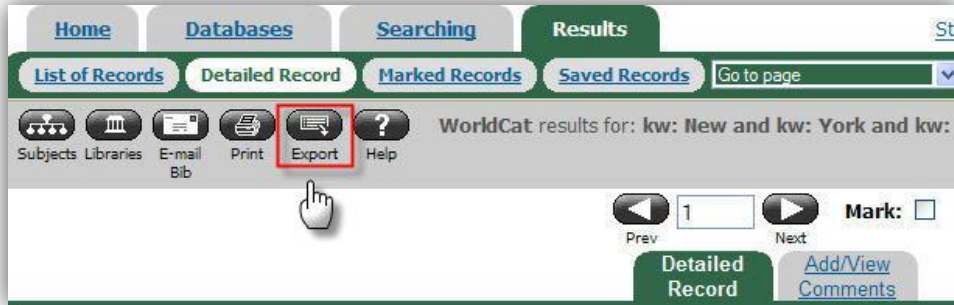 Home Databases Searching Results St
List of Records Detailed Record Marked Records Saved Records Go to page
WorldCat results for: kw: New and kw: York and kw:
Subjects Libraries E-mail Bib Print Export Help
1 Mark:
Prev Next
Detailed Record Add/View Comments